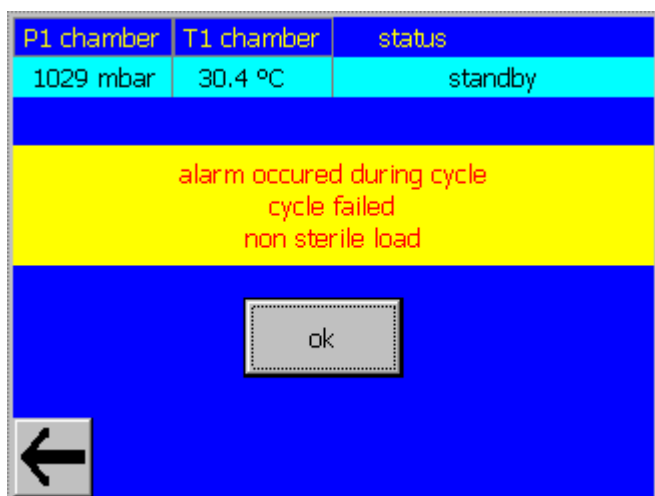 P1 chamber T1 chamber status
1029 mbar 30.4 ºC standby
alarm occured during cycle
cycle failed
non sterile load
ok